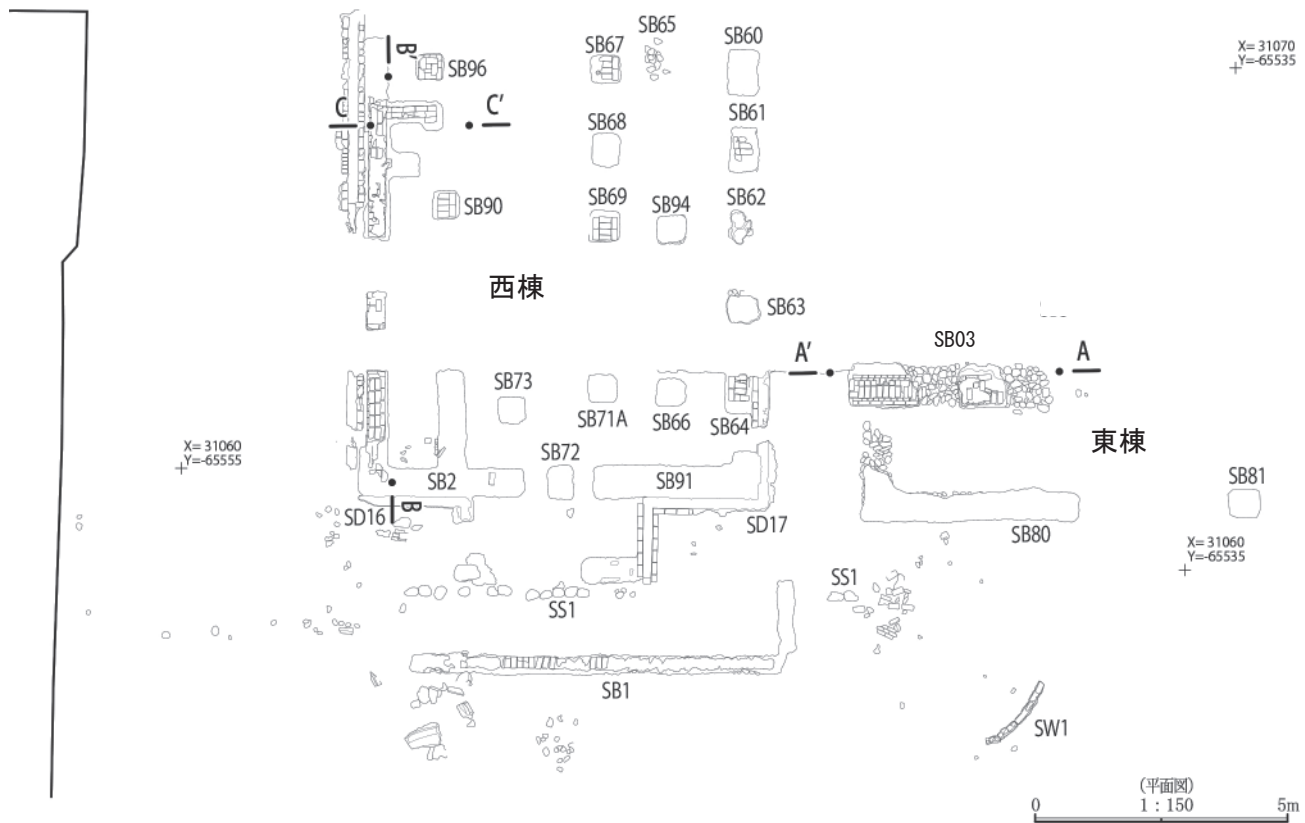 SB65
SB67
SB60
X= 31070
Y=-65535
B'
SB96
C
C'
SB68
SB61
SB90
SB69
SB94
SB62
西棟
SB63
SB03
A'
A
SB73
SB71A
SB66
SB64
東棟
X= 31060
Y=-65555
SB72
SB2
SB91
SB81
B
SD16
SD17
SB80
X= 31060
Y=-65535
SS1
SS1
SB1
SW1
(平面図)
0
1：150
5m